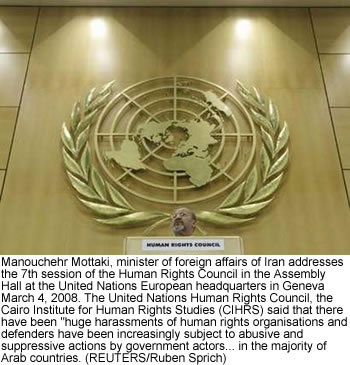 HUMAN RIGHTS COUNCIL
Manouchehr Mottaki, minister of foreign affairs of Iran addresses
the 7th session of the Human Rights Council in the Assembly
Hall at the United Nations European headquarters in Geneva
March 4, 2008. The United Nations Human Rights Council, the
Cairo Institute for Human Rights Studies (CIHRS) said that there
have been "huge harassments of human rights organisations and
defenders have been increasingly subject to abusive and
suppressive actions by government actors... in the majority of
Arab countries. (REUTERS/Ruben Sprich)